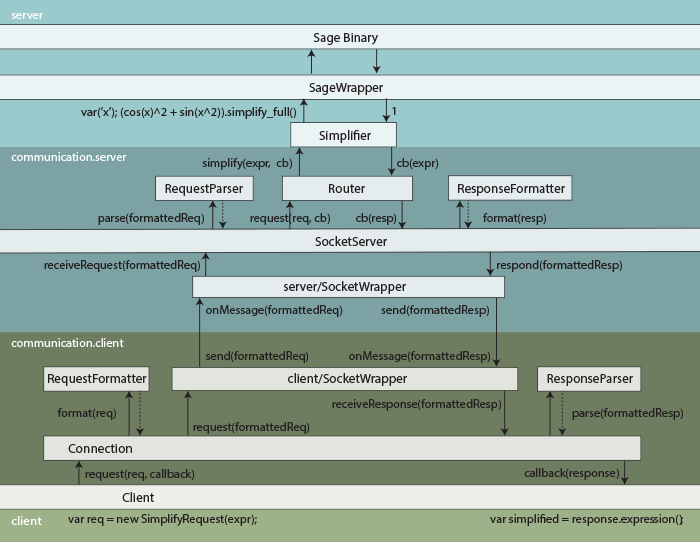 server
Sage Binary
SageWrapper
var('x'); (cos(x)^2 + sin(x^2)).simplify_full()
1
Simplifier
communication.server
simplify(expr, cb)
cb(expr)
RequestParser
Router
ResponseFormatter
parse(formattedReq)
request(req, cb)
cb(resp)
format(resp)
SocketServer
receiveRequest(formattedReq)
respond(formattedResp)
server/SocketWrapper
onMessage(formattedReq)
send(formattedResp)
communication.client
send(formattedReq)
onMessage(formattedResp)
RequestFormatter
client/SocketWrapper
ResponseParser
receiveResponse(formattedResp)
format(req)
parse(formattedResp)
request(formattedReq)
Connection
request(req, callback)
callback(response)
Client
client
var req = new SimplifyRequest(expr);
var simplified = response.expression();